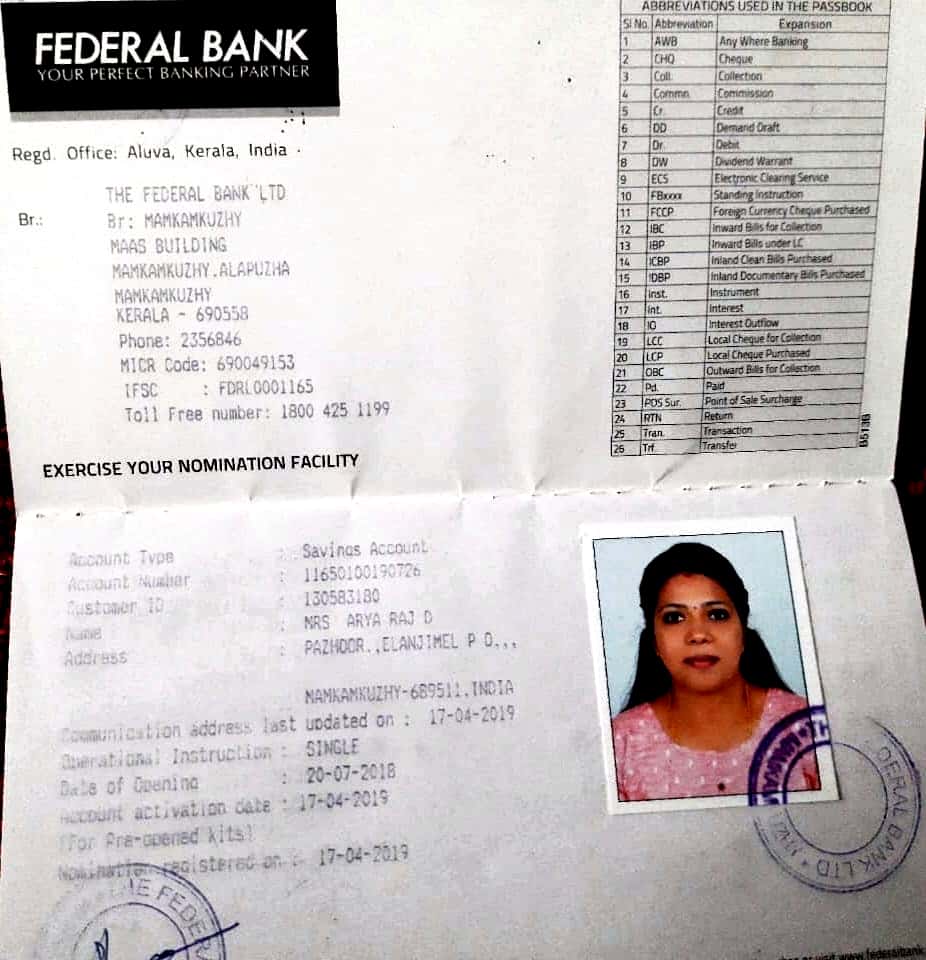 FEDERAL BANK
YOUR PERFECT BANKING PARTNER
Regd. Office: Aluva, Kerala, India
THE FEDERAL BANK LTD
Br.: Br: MAMKAMKUZHY
MAAS BUILDING
MAMKAMKUZHY.ALAPUZHA
MAMKAMKUZHY
KERALA - 690558
Phone: 2356846
MICR Code: 690049153
IFSC : FDRL0001165
Toll Free number: 1800 425 1199
EXERCISE YOUR NOMINATION FACILITY
ABBREVIATIONS USED IN THE PASSBOOK
Sl No. Abbreviation Expansion
1 AWB Any Where Banking
2 CHQ Cheque
3 Coll. Collection
4 Commn. Commission
5 Cr. Credit
6 DD Demand Draft
7 Dr. Debit
8 DW Dividend Warrant
9 ECS Electronic Clearing Service
10 FBxxxx Standing Instruction
11 FCCP Foreign Currency Cheque Purchased
12 IBC Inward Bills for Collection
13 IBP Inward Bills under LC
14 ICBP Inland Clean Bills Purchased
15 IDBP Inland Documentary Bills Purchased
16 Inst. Instrument
17 Int. Interest
18 IO Interest Outflow
19 LCC Local Cheque for Collection
20 LCP Local Cheque Purchased
21 OBC Outward Bills for Collection
22 Pd. Paid
23 POS Sur. Point of Sale Surcharge
24 RTN Return
25 Tran. Transaction
26 Trf. Transfer
B513B
Account Type : Savings Account
Account Number : 11650100190726
Customer ID : 130583180
Name : MRS ARYA RAJ D
Address : PAZHOOR.,ELANJIMEL P O.,,
MAMKAMKUZHY-689511,INDIA
Communication address last updated on : 17-04-2019
Operational Instruction : SINGLE
Date of Opening : 20-07-2018
Account activation date : 17-04-2019
(For Pre-opened kits)
Nomination registered on : 17-04-2019
THE FEDERA
DERAL BANK LTD
or visit www.federalbank